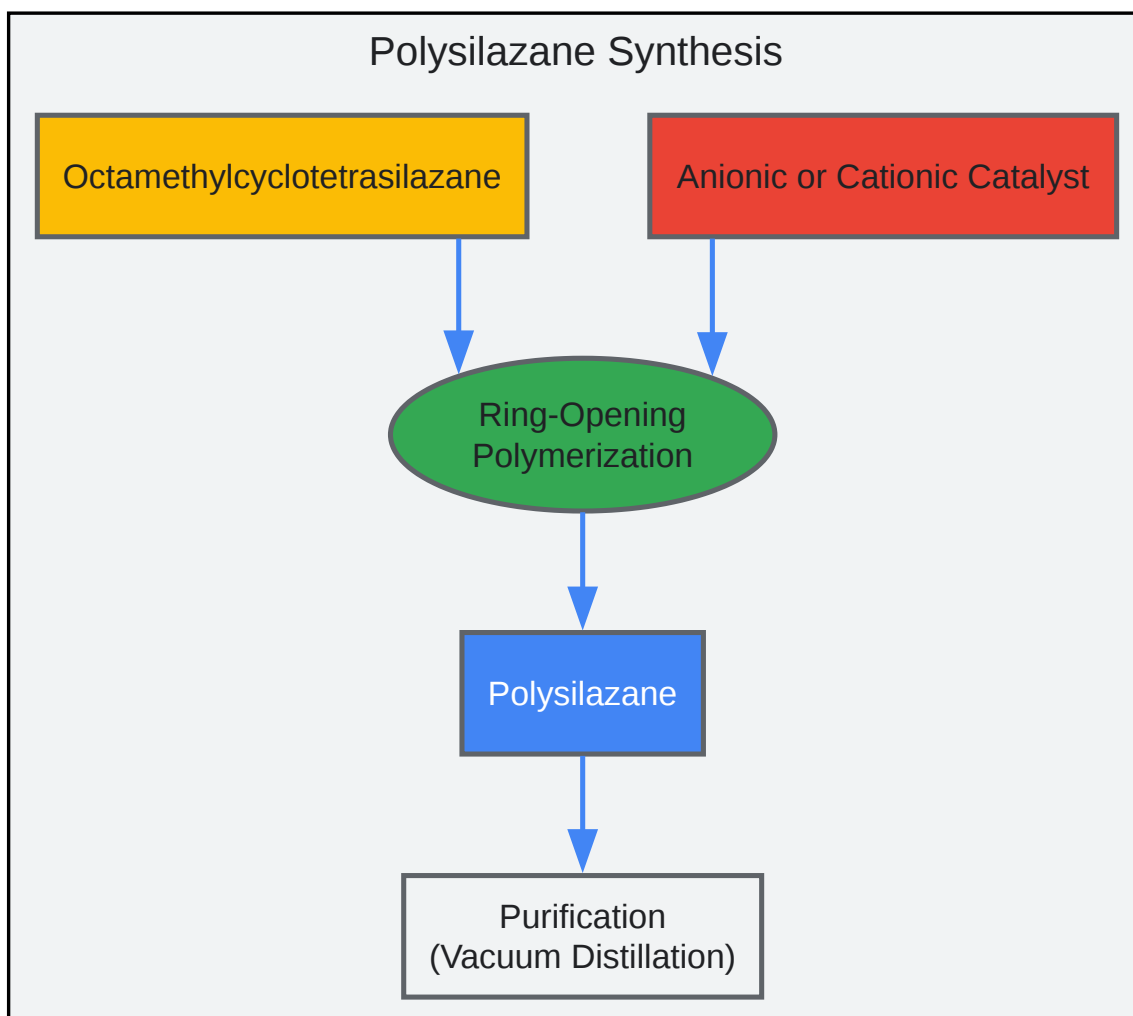 Polysilazane Synthesis
Octamethylcyclotetrasilazane
Anionic or Cationic Catalyst
Ring-Opening
Polymerization
Polysilazane
Purification
(Vacuum Distillation)